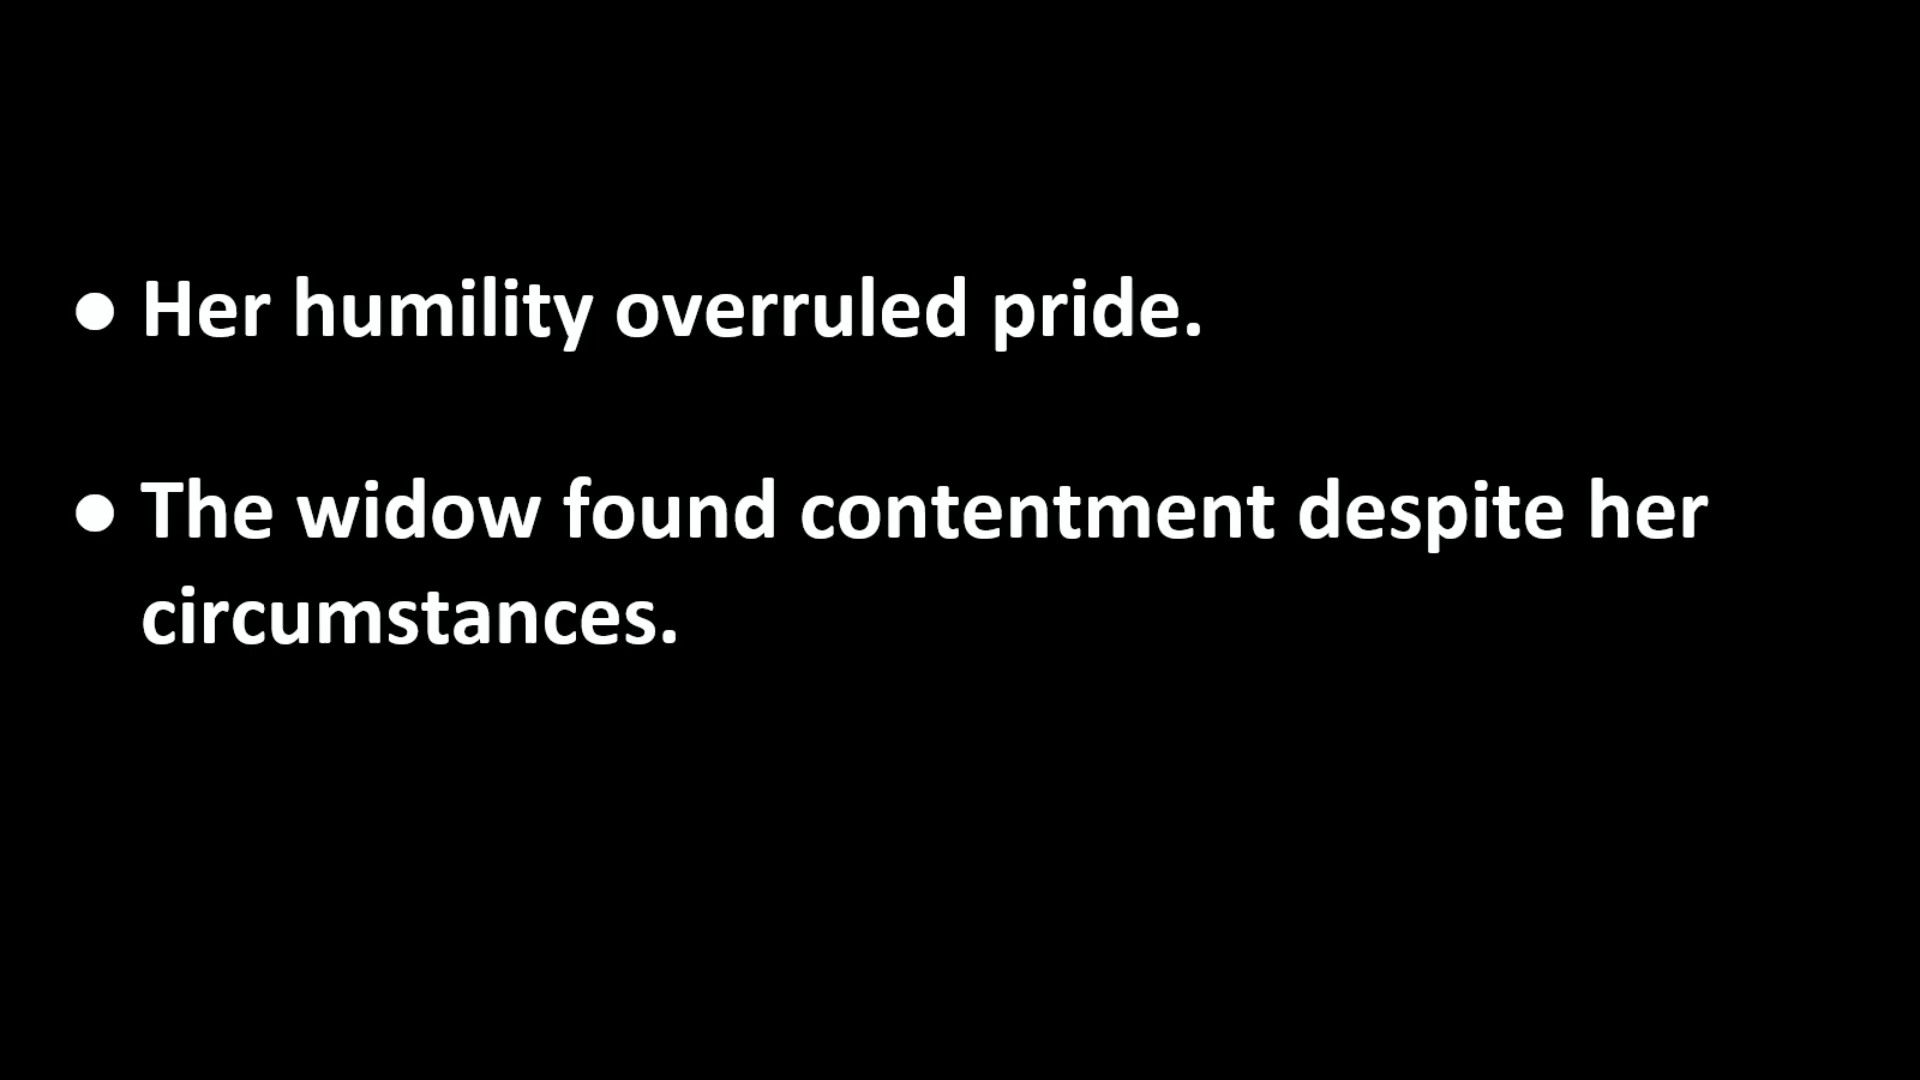 ● Her humility overruled pride.
● The widow found contentment despite her
circumstances.